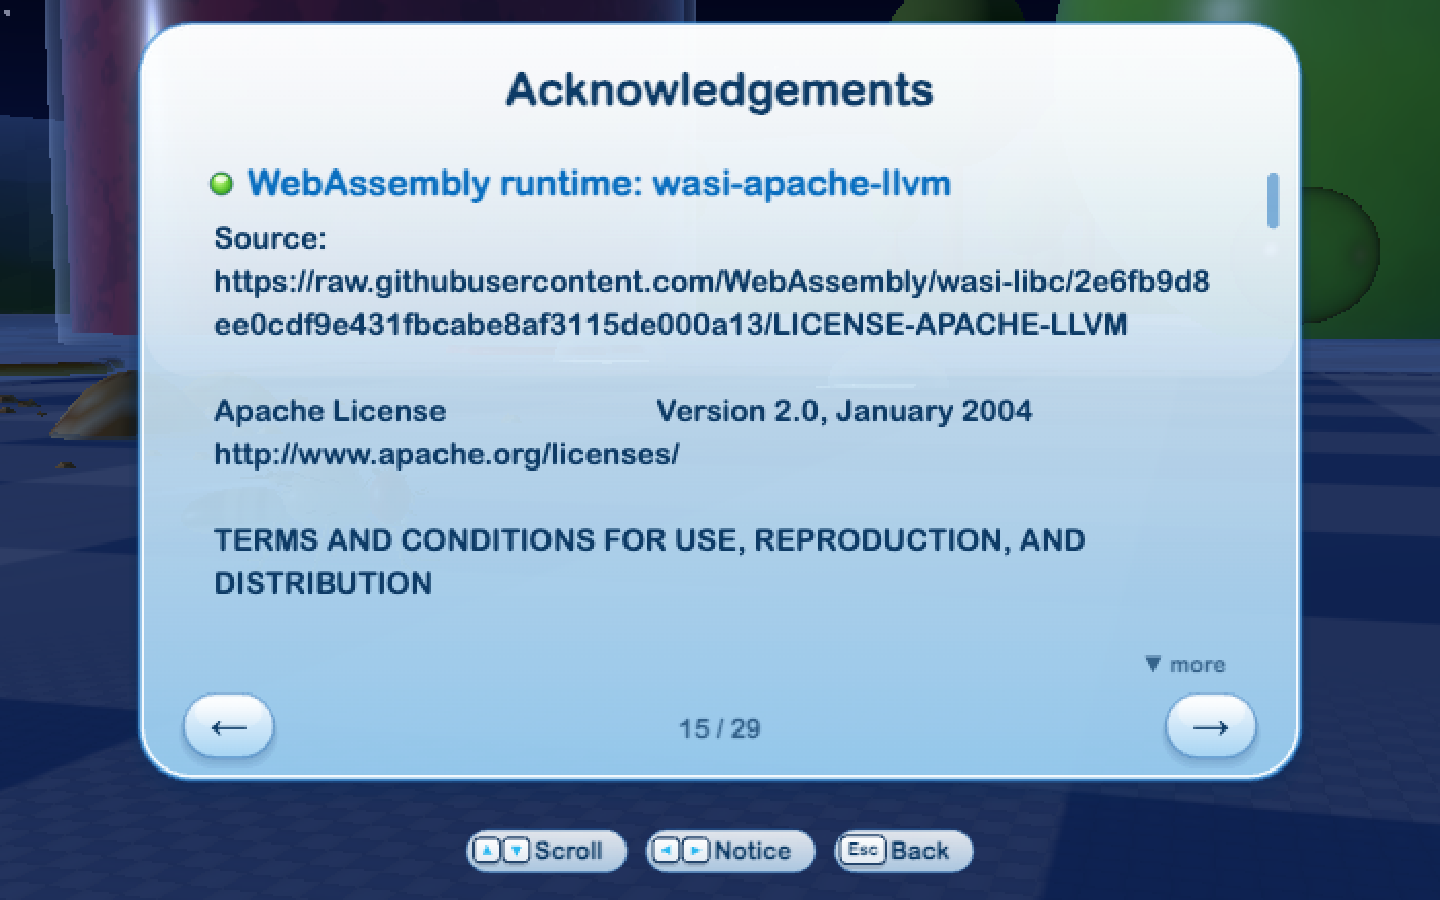 Acknowledgements
WebAssembly runtime: wasi-apache-llvm
Source:
https://raw.githubusercontent.com/WebAssembly/wasi-libc/2e6fb9d8
ee0cdf9e431fbcabe8af3115de000a13/LICENSE-APACHE-LLVM
Apache License Version 2.0, January 2004
http://www.apache.org/licenses/
TERMS AND CONDITIONS FOR USE, REPRODUCTION, AND
DISTRIBUTION
▼ more
← 15 / 29 →
▲ ▼ Scroll ◄ ► Notice Esc Back